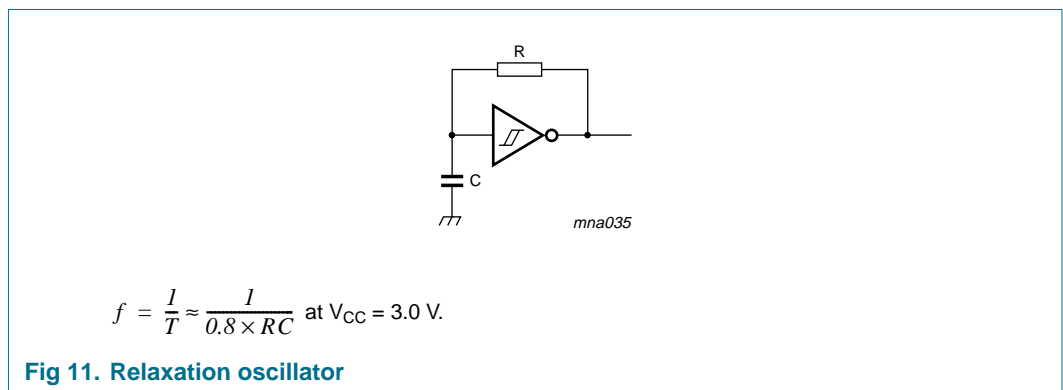 R
C
mna035
f = 1/T ≈ 1/(0.8 × RC) at VCC = 3.0 V.
Fig 11. Relaxation oscillator